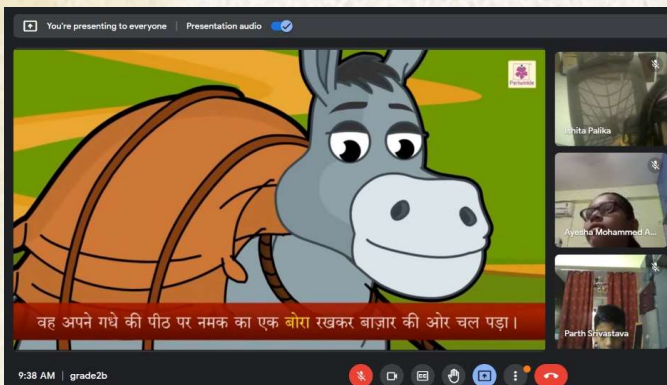 You're presenting to everyone | Presentation audio
Periwinkle
Ishita Palika
Ayesha Mohammed A...
वह अपने गधे की पीठ पर नमक का एक बोरा रखकर बाज़ार की ओर चल पड़ा।
Parth Srivastava
9:38 AM | grade2b